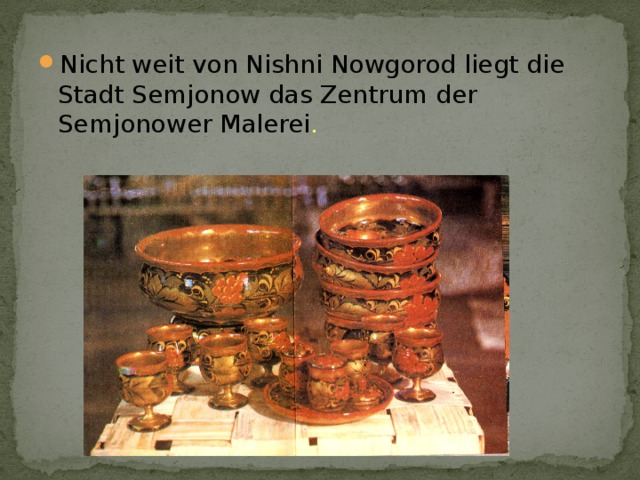 Nicht weit von Nishni Nowgorod liegt die
Stadt Semjonow das Zentrum der
Semjonower Malerei.